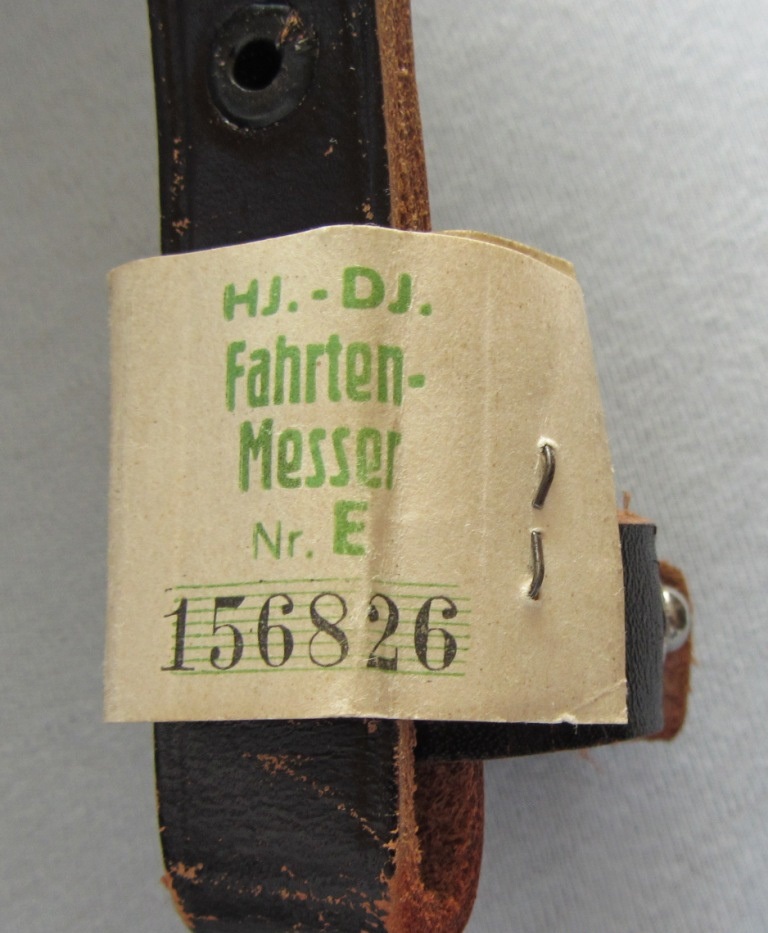 HJ.-DJ.
Fahrten-
Messer
Nr. E
156826